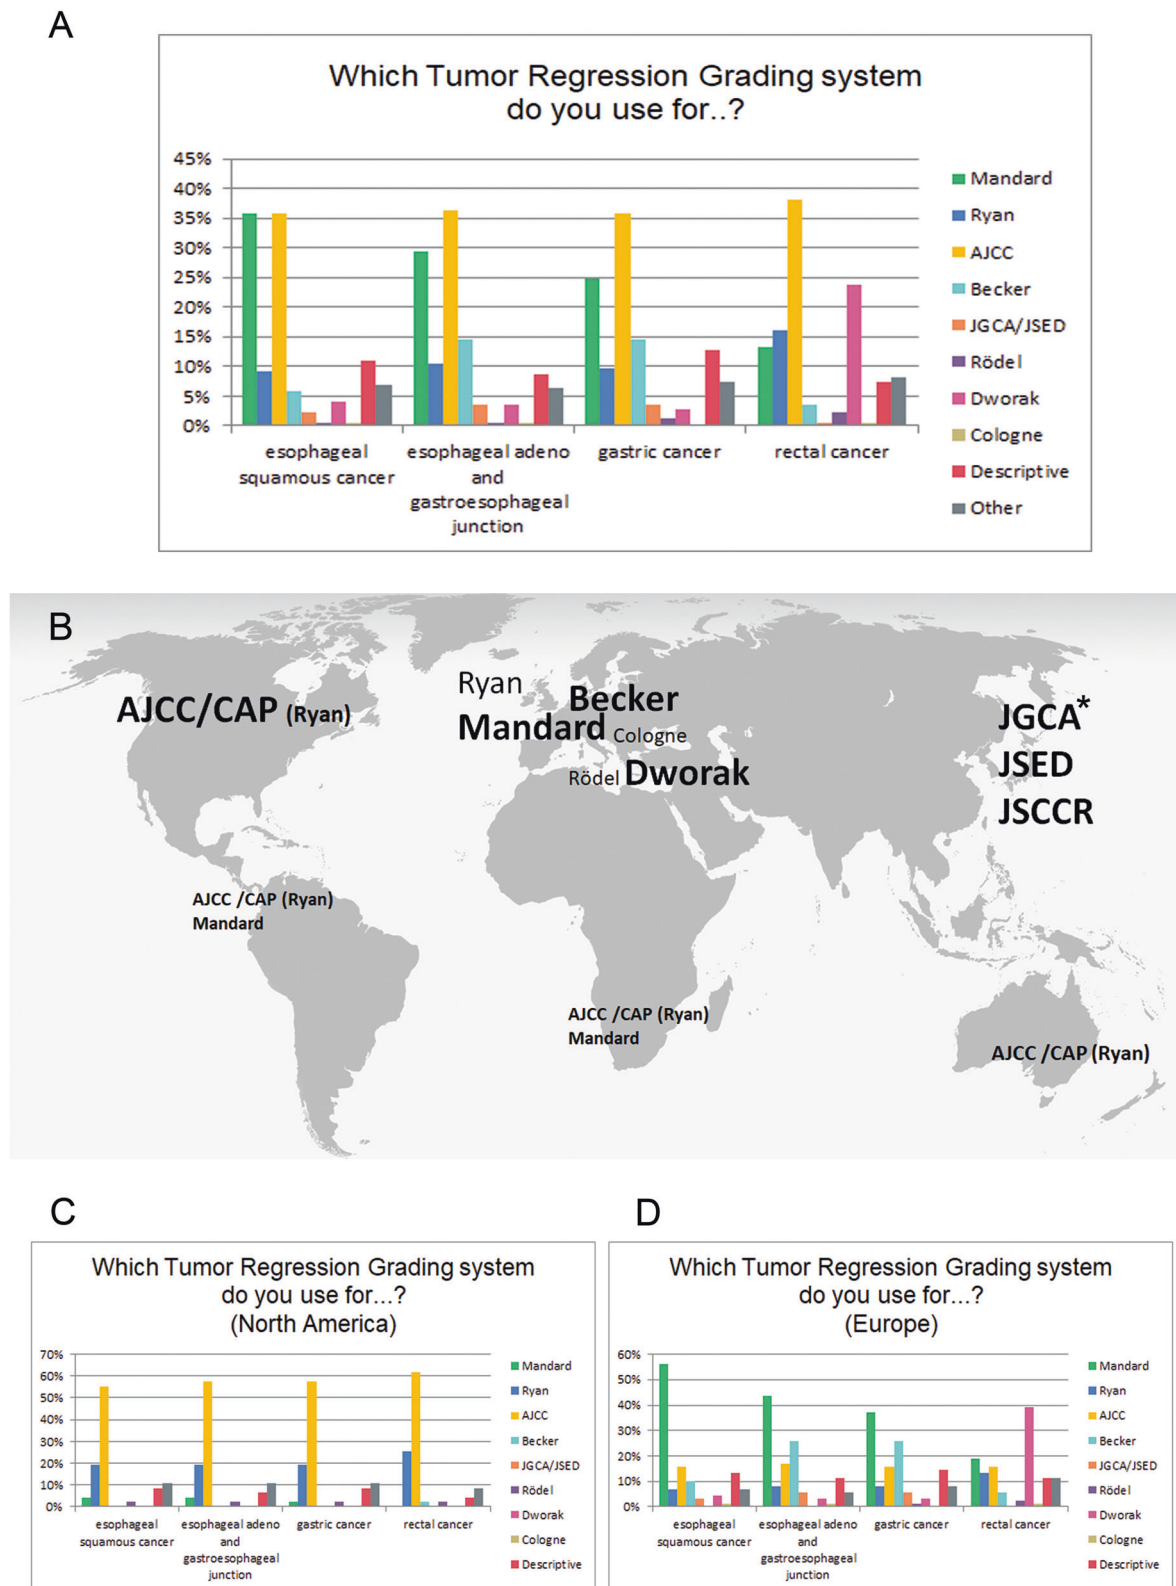 A
Which Tumor Regression Grading system
do you use for..?
45%
40%
35%
30%
25%
20%
15%
10%
5%
0%
esophageal
squamous cancer
esophageal adeno
and
gastroesophageal
junction
gastric cancer
rectal cancer
Mandard
Ryan
AJCC
Becker
JGCA/JSED
Rödel
Dworak
Cologne
Descriptive
Other
B
AJCC/CAP (Ryan)
Ryan
Becker
Mandard
Cologne
Rödel
Dworak
JGCA*
JSED
JSCCR
AJCC /CAP (Ryan)
Mandard
AJCC /CAP (Ryan)
Mandard
AJCC /CAP (Ryan)
C
Which Tumor Regression Grading system
do you use for...?
(North America)
70%
60%
50%
40%
30%
20%
10%
0%
esophageal
squamous cancer
esophageal adeno
and
gastroesophageal
junction
gastric cancer
rectal cancer
Mandard
Ryan
AJCC
Becker
JGCA/JSED
Rödel
Dworak
Cologne
Descriptive
D
Which Tumor Regression Grading system
do you use for...?
(Europe)
60%
50%
40%
30%
20%
10%
0%
esophageal
squamous cancer
esophageal adeno
and
gastroesophageal
junction
gastric cancer
rectal cancer
Mandard
Ryan
AJCC
Becker
JGCA/JSED
Rödel
Dworak
Cologne
Descriptive